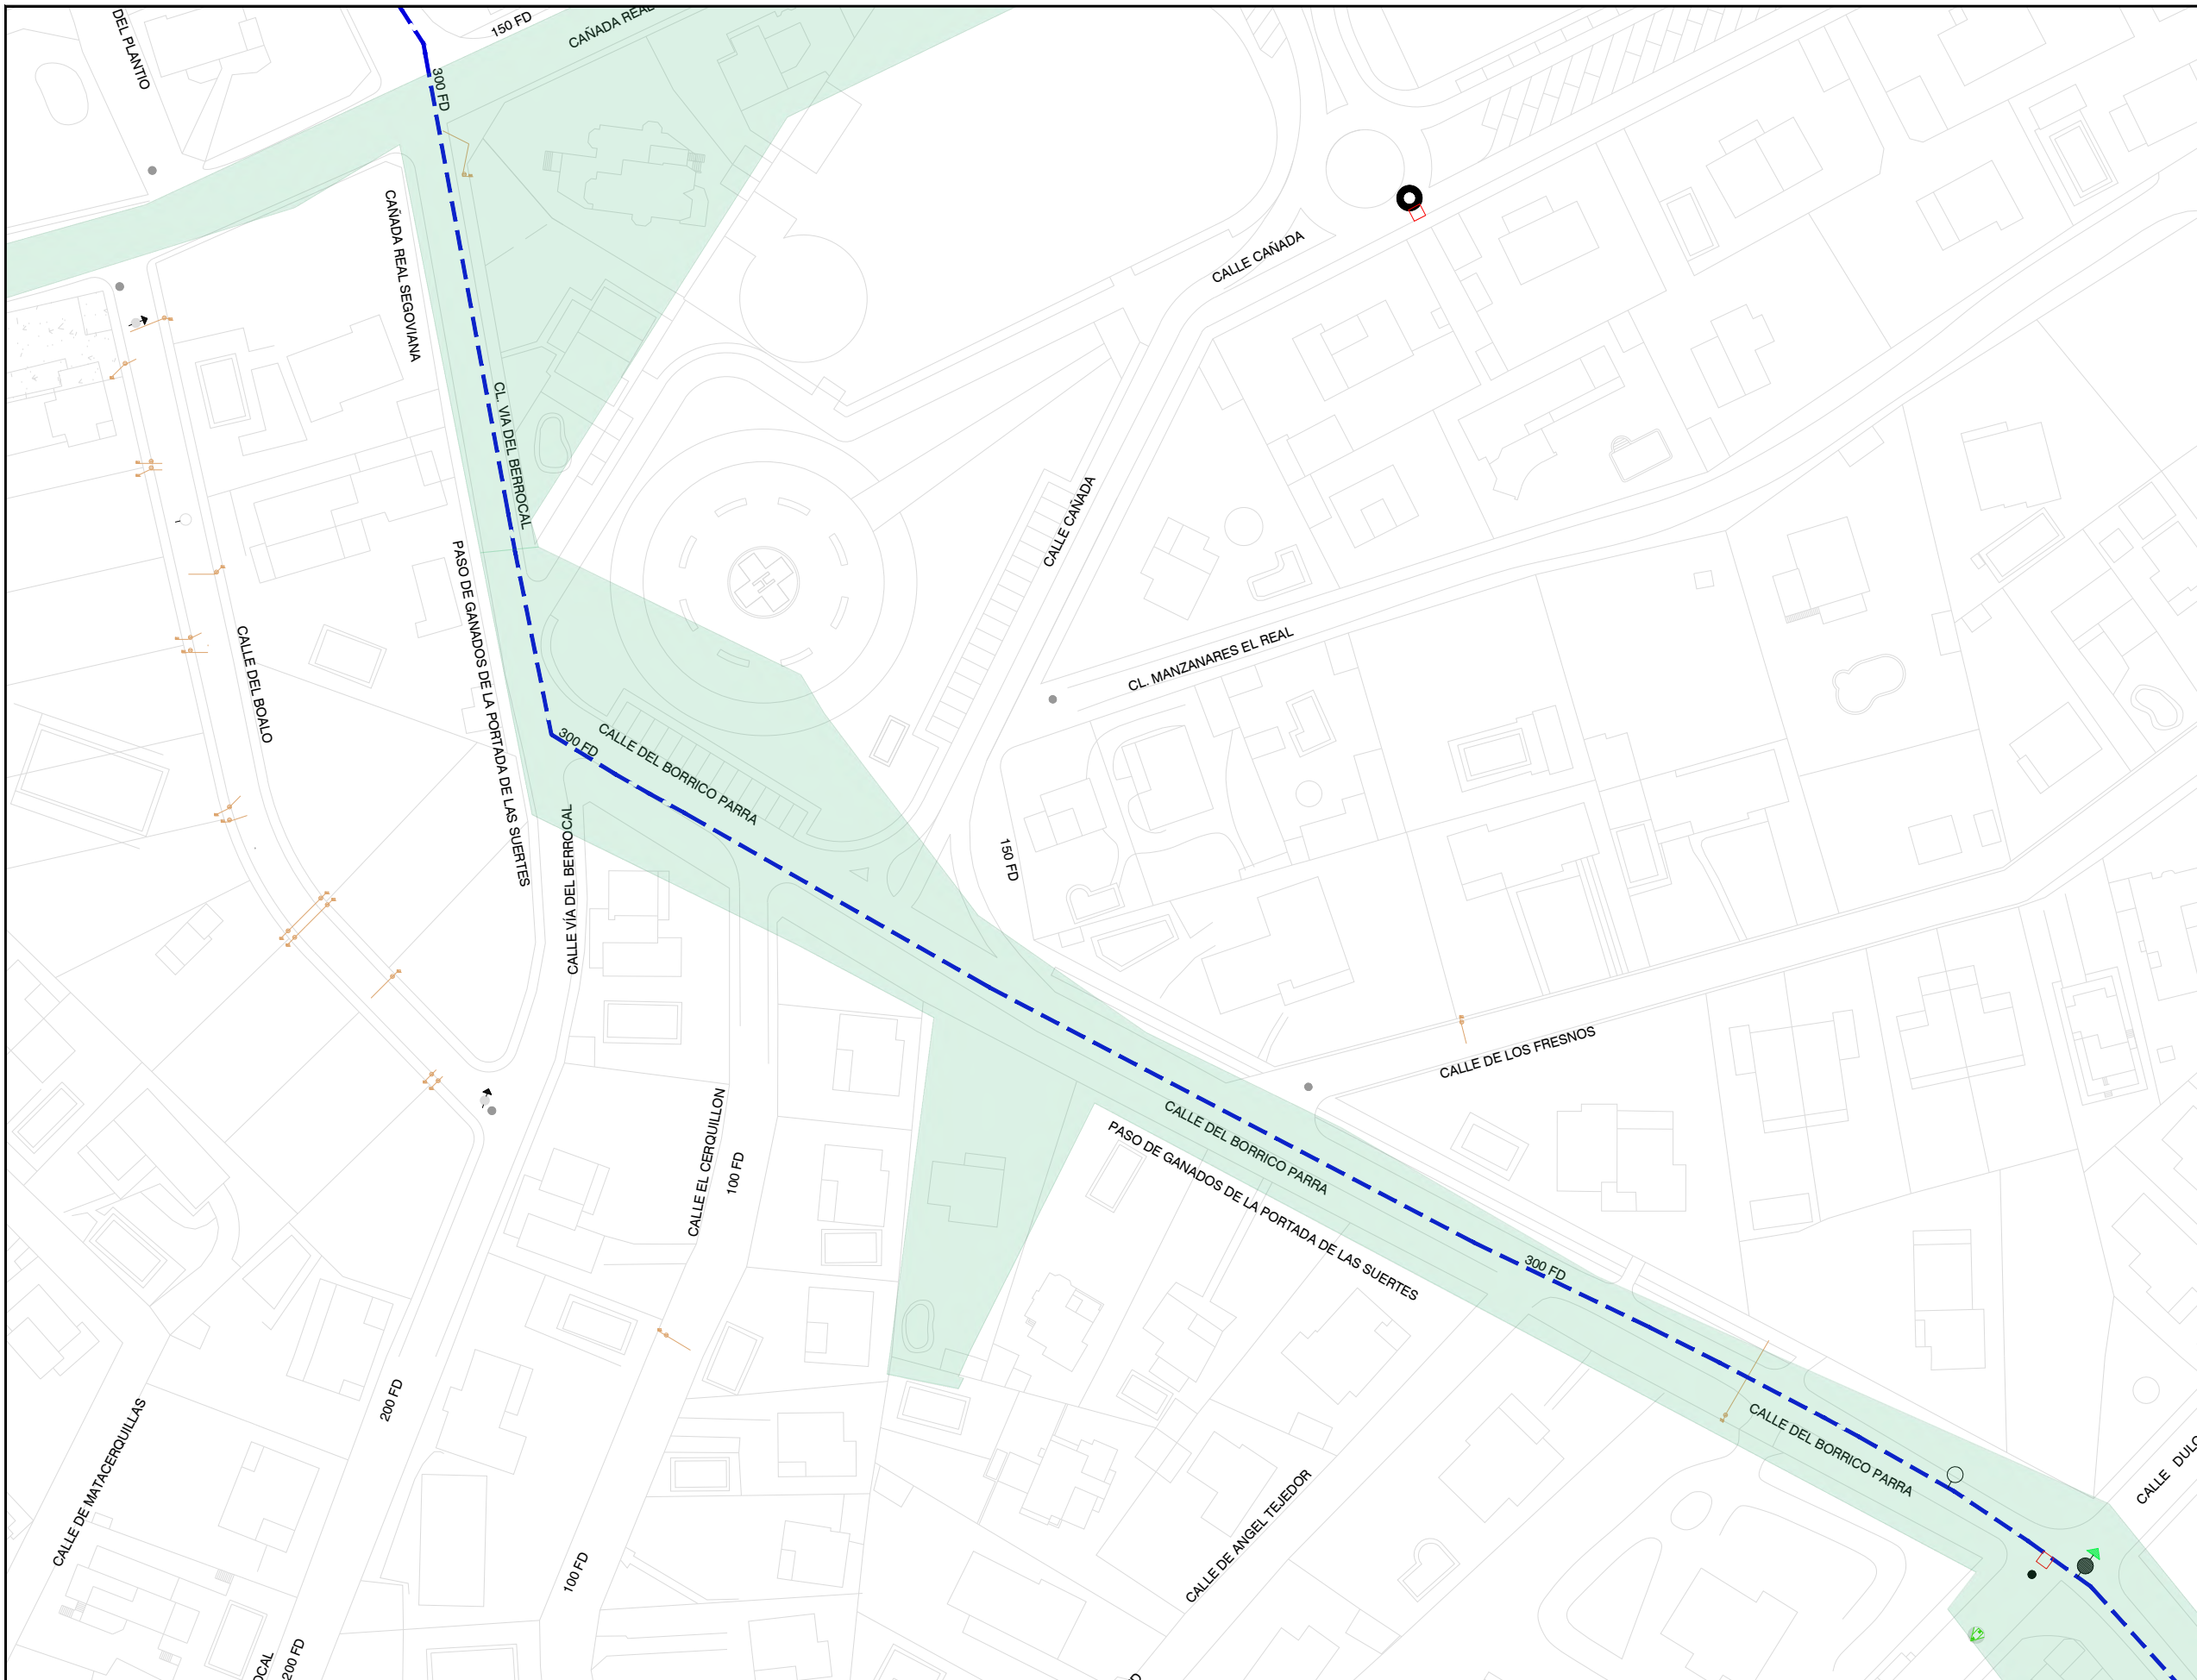 DEL PLANTIO
150 FD
CAÑADA REAL
300 FD
CAÑADA REAL SEGOVIANA
CALLE CAÑADA
CL. VIA DEL BERROCAL
CALLE CAÑADA
PASO DE GANADOS DE LA PORTADA DE LAS SUERTES
CALLE DEL BOALO
CL. MANZANARES EL REAL
300 FD
CALLE DEL BORRICO PARRA
CALLE VÍA DEL BERROCAL
150 FD
CALLE DE LOS FRESNOS
CALLE EL CERQUILLON
100 FD
CALLE DEL BORRICO PARRA
PASO DE GANADOS DE LA PORTADA DE LAS SUERTES
300 FD
200 FD
CALLE DE MATACERQUILLAS
CALLE DEL BORRICO PARRA
CALLE DE ANGEL TEJEDOR
CALLE DULC
100 FD
200 FD
OCAL